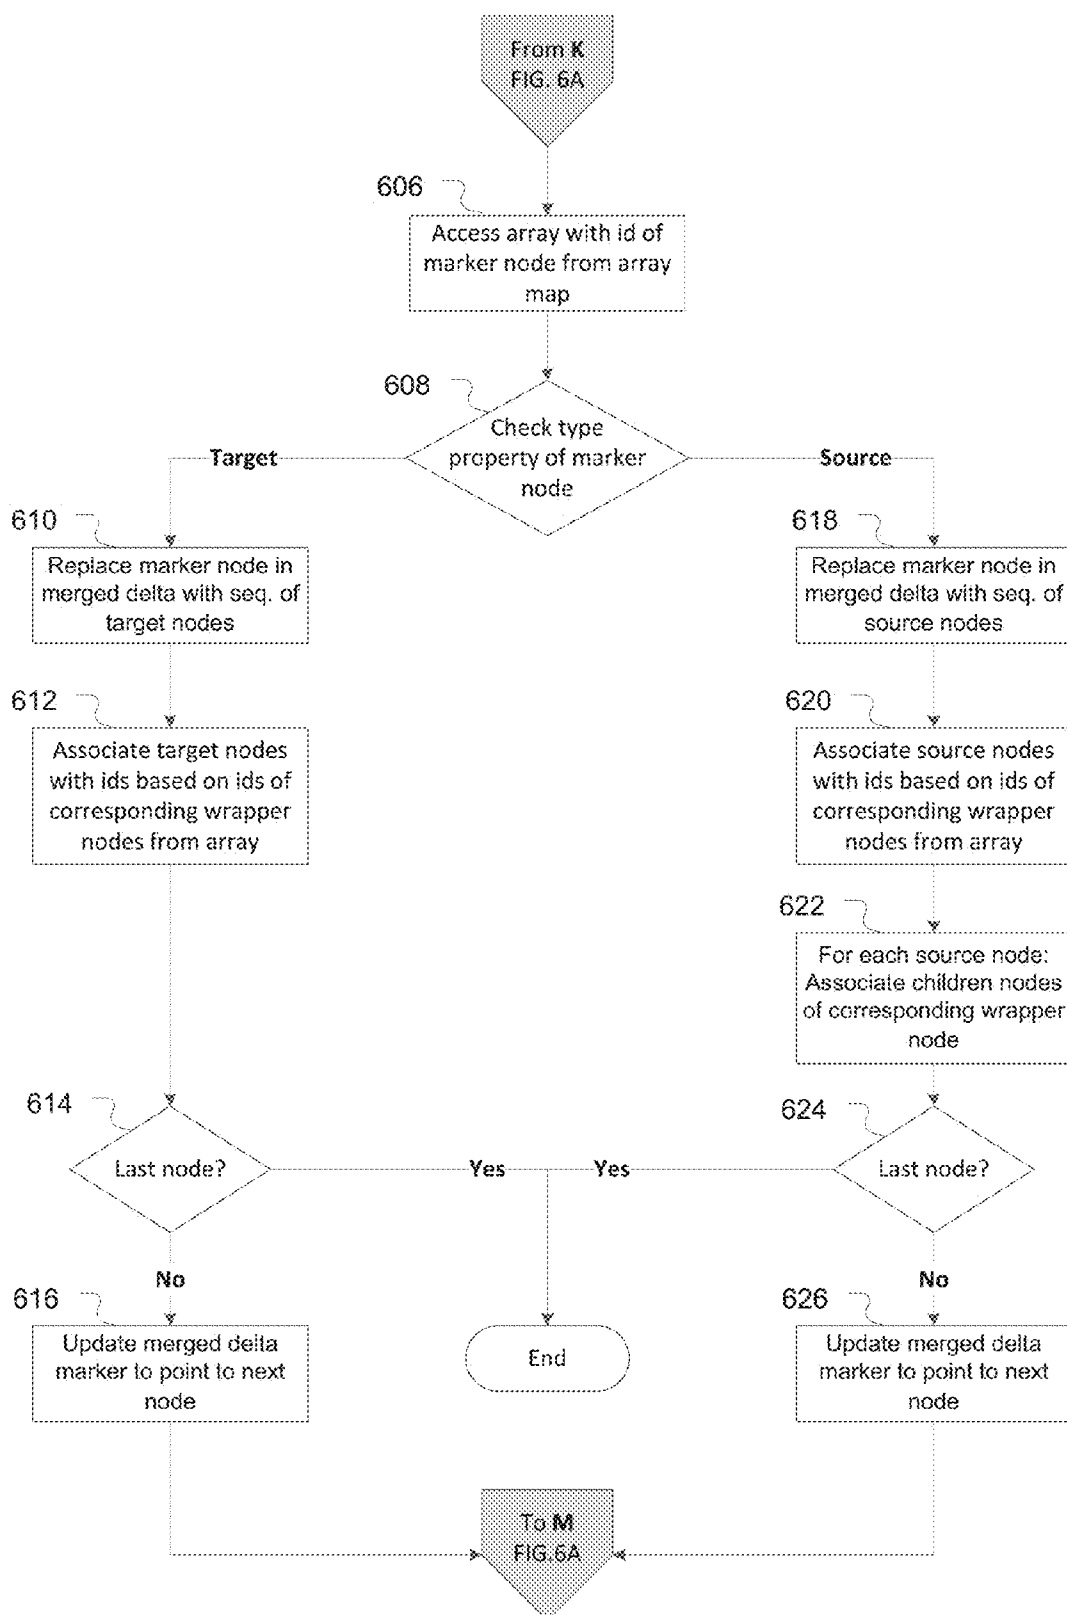 From K
FIG. 6A
606
Access array with id of
marker node from array
map
608
Check type
property of marker
node
Target
Source
610
Replace marker node in
merged delta with seq. of
target nodes
618
Replace marker node in
merged delta with seq. of
source nodes
612
Associate target nodes
with ids based on ids of
corresponding wrapper
nodes from array
620
Associate source nodes
with ids based on ids of
corresponding wrapper
nodes from array
622
For each source node:
Associate children nodes
of corresponding wrapper
node
614
Last node?
Yes
Yes
624
Last node?
No
No
616
Update merged delta
marker to point to next
node
End
626
Update merged delta
marker to point to next
node
To M
FIG.6A